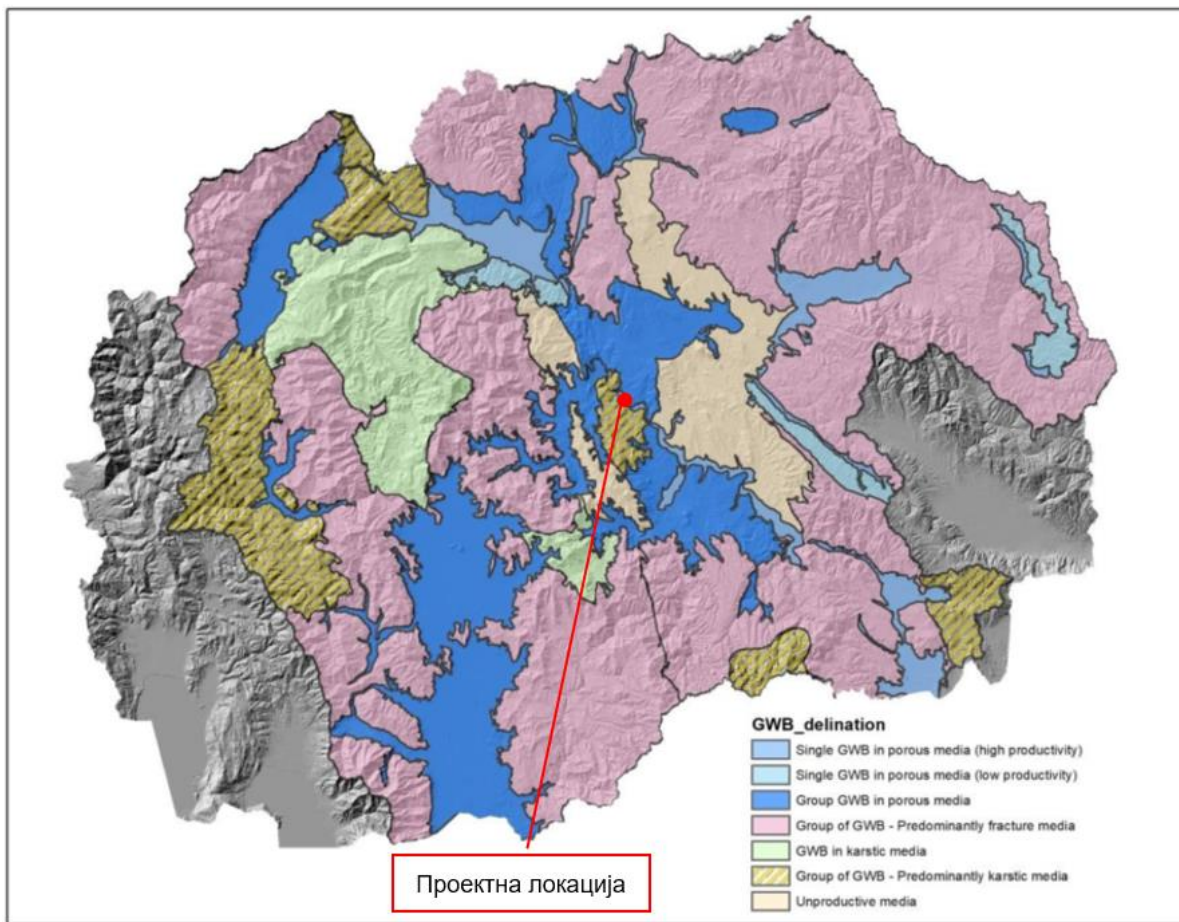 GWB_delination
Single GWB in porous media (high productivity)
Single GWB in porous media (low productivity)
Group GWB in porous media
Group of GWB - Predominantly fracture media
GWB in karstic media
Group of GWB - Predominantly karstic media
Unproductive media
Проектна локација